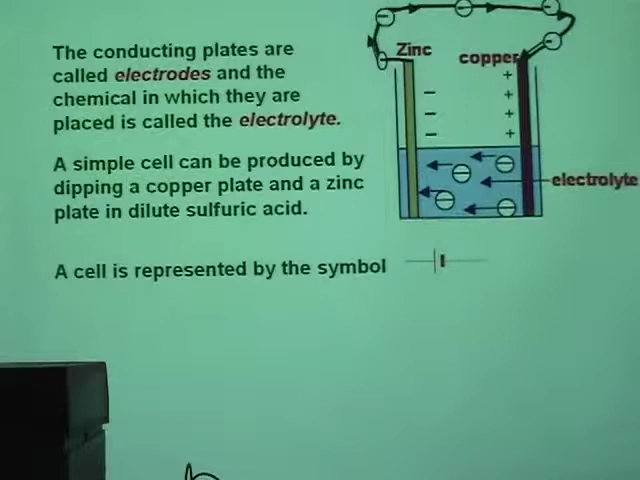 The conducting plates are
called electrodes and the
chemical in which they are
placed is called the electrolyte.
A simple cell can be produced by
dipping a copper plate and a zinc
plate in dilute sulfuric acid.
A cell is represented by the symbol
Zinc
copper
electrolyte